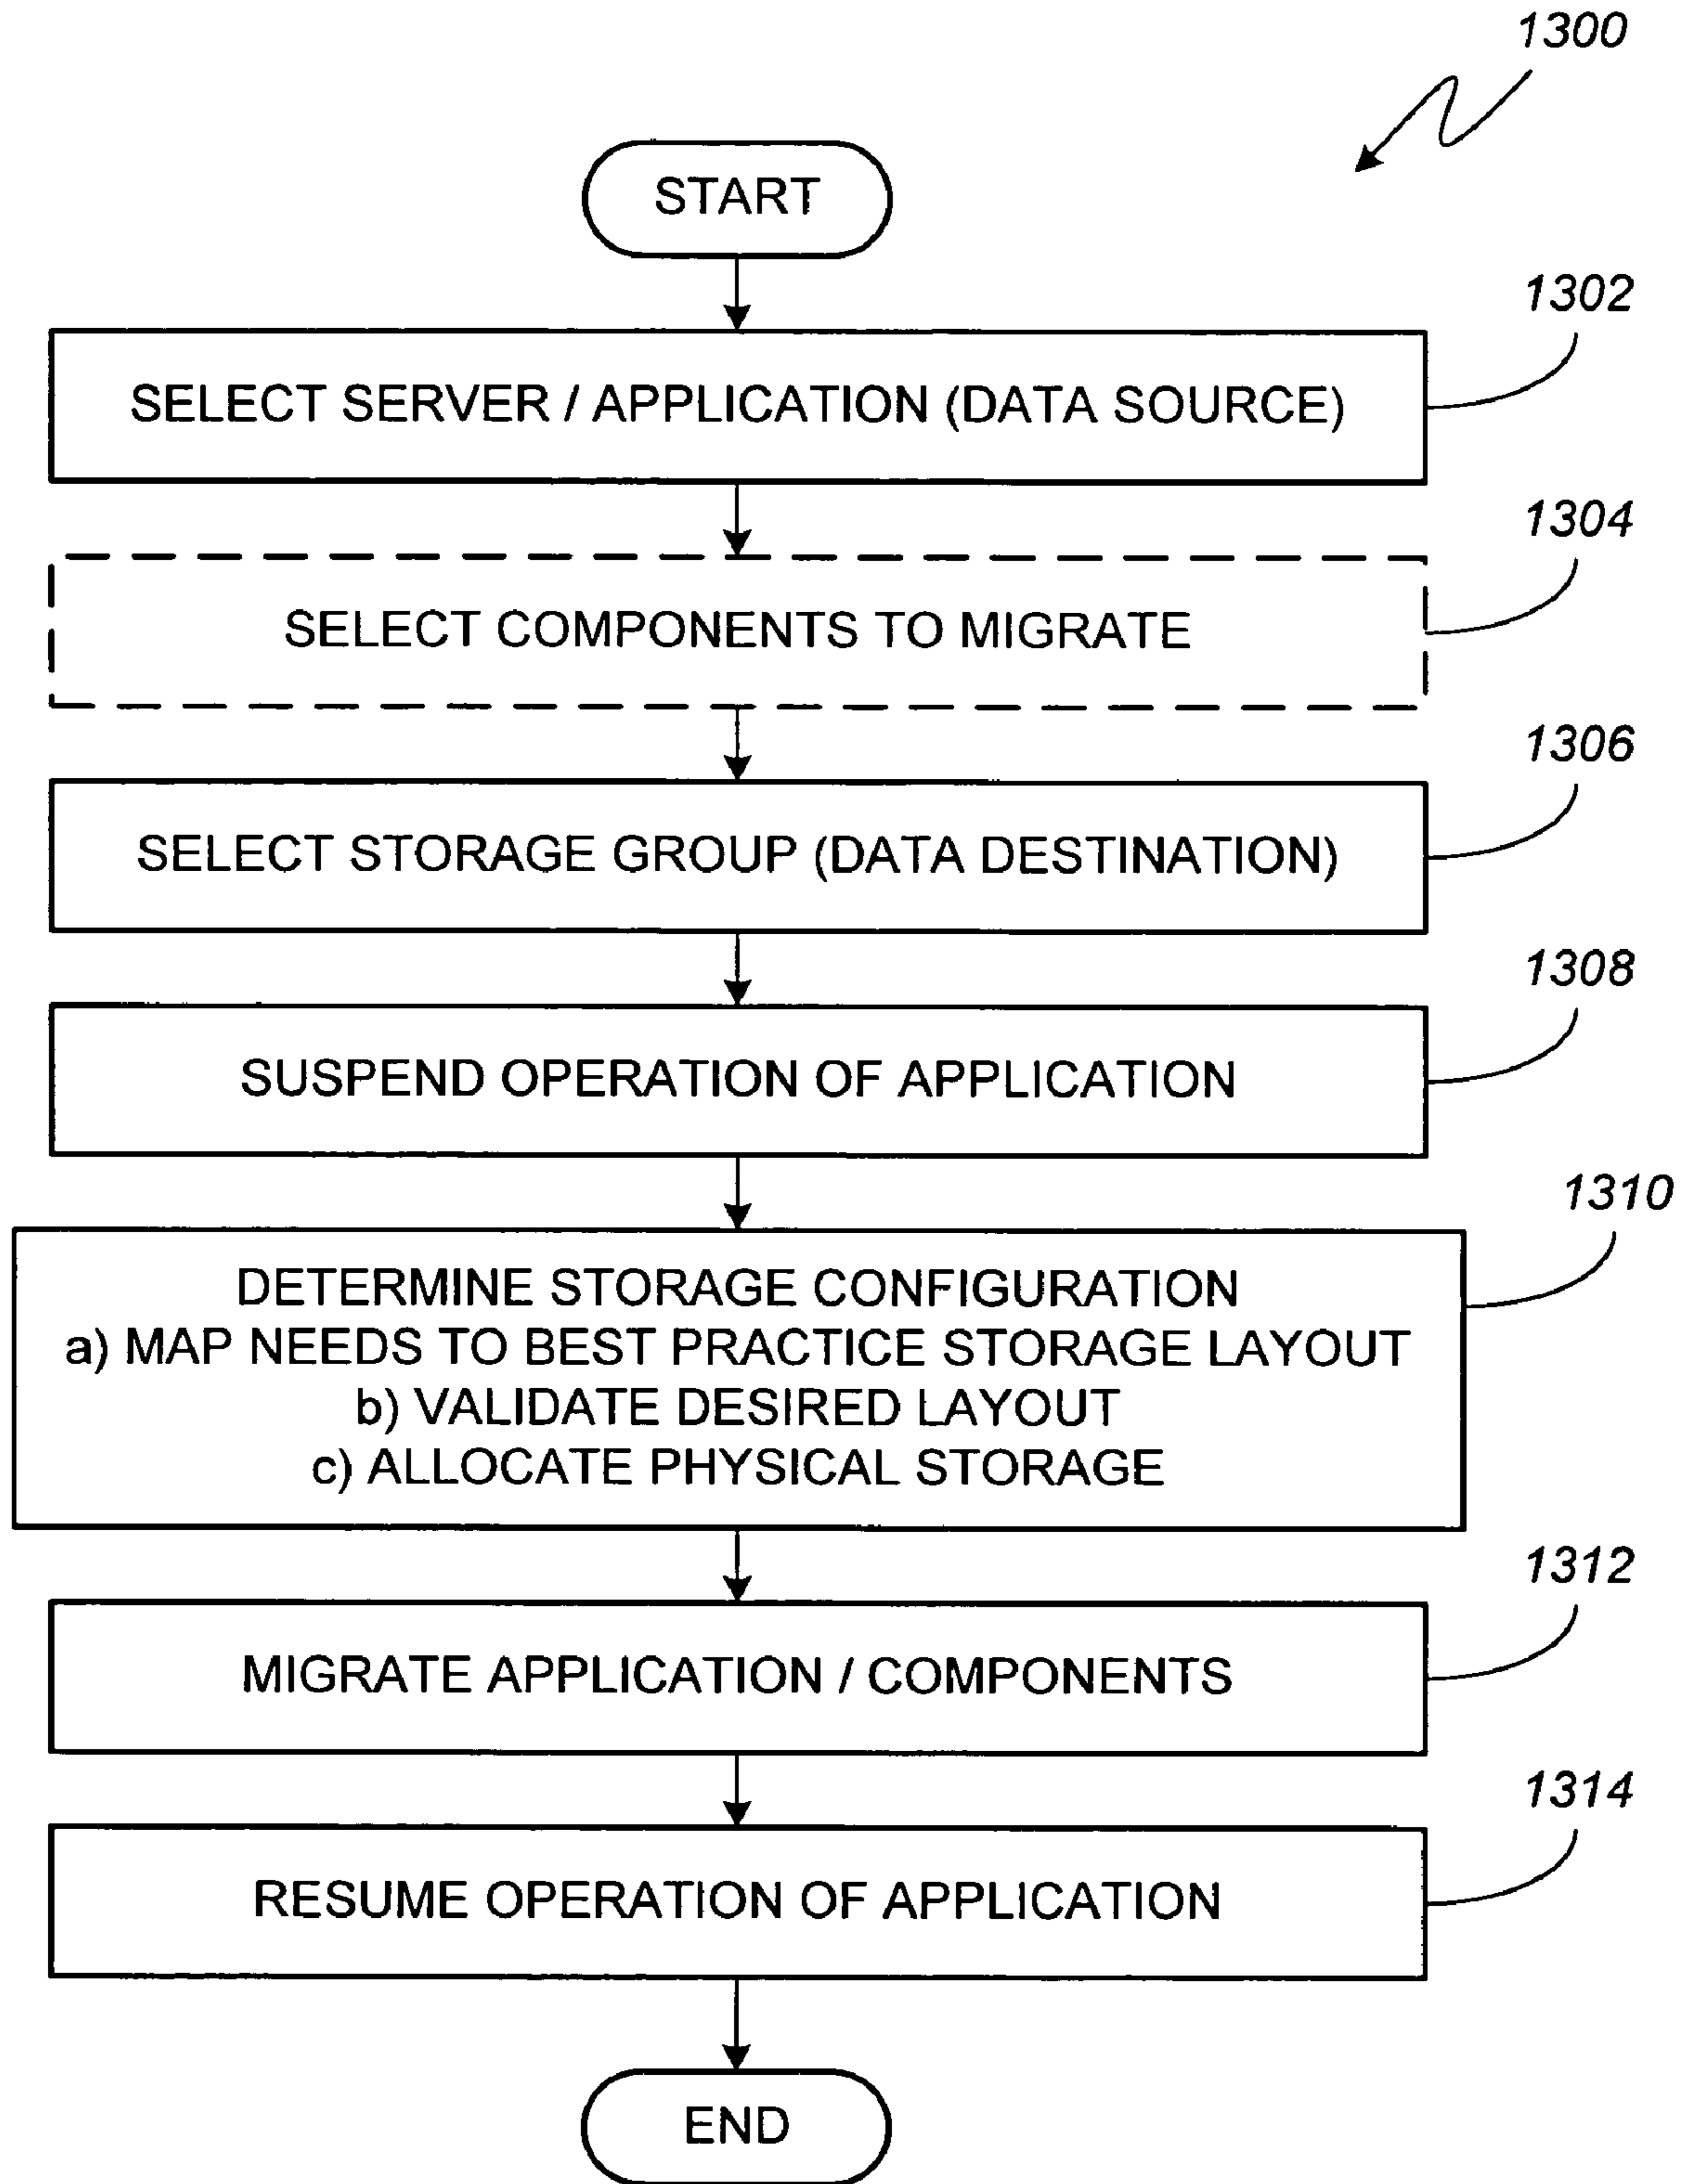 1300
START
1302
SELECT SERVER / APPLICATION (DATA SOURCE)
1304
SELECT COMPONENTS TO MIGRATE
1306
SELECT STORAGE GROUP (DATA DESTINATION)
1308
SUSPEND OPERATION OF APPLICATION
1310
DETERMINE STORAGE CONFIGURATION
a) MAP NEEDS TO BEST PRACTICE STORAGE LAYOUT
b) VALIDATE DESIRED LAYOUT
c) ALLOCATE PHYSICAL STORAGE
1312
MIGRATE APPLICATION / COMPONENTS
1314
RESUME OPERATION OF APPLICATION
END